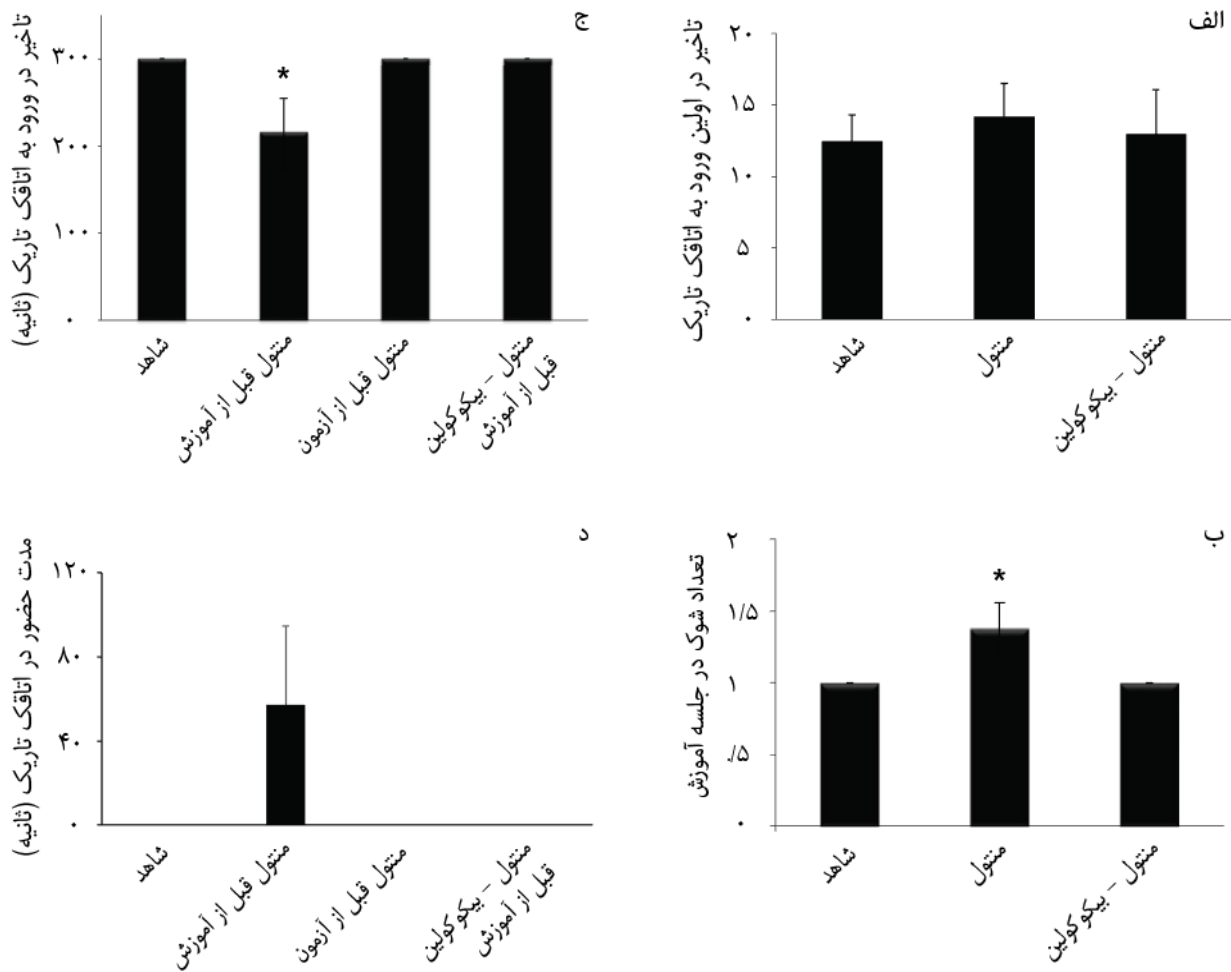 الف
تاخیر در اولین ورود به اتاقک تاریک
۲۰
۱۵
۱۰
۵
۰
شاهد
منتول
منتول - بیکوکولین
ب
تعداد شوک در جلسه آموزش
۲
*
۱/۵
۱
۰/۵
۰
شاهد
منتول
منتول - بیکوکولین
ج
تاخیر در ورود به اتاقک تاریک (ثانیه)
۳۰۰
*
۲۰۰
۱۰۰
۰
شاهد
منتول قبل از آموزش
منتول قبل از آزمون
منتول - بیکوکولین
قبل از آموزش
د
مدت حضور در اتاقک تاریک (ثانیه)
۱۲۰
۸۰
۴۰
۰
شاهد
منتول قبل از آموزش
منتول قبل از آزمون
منتول - بیکوکولین
قبل از آموزش